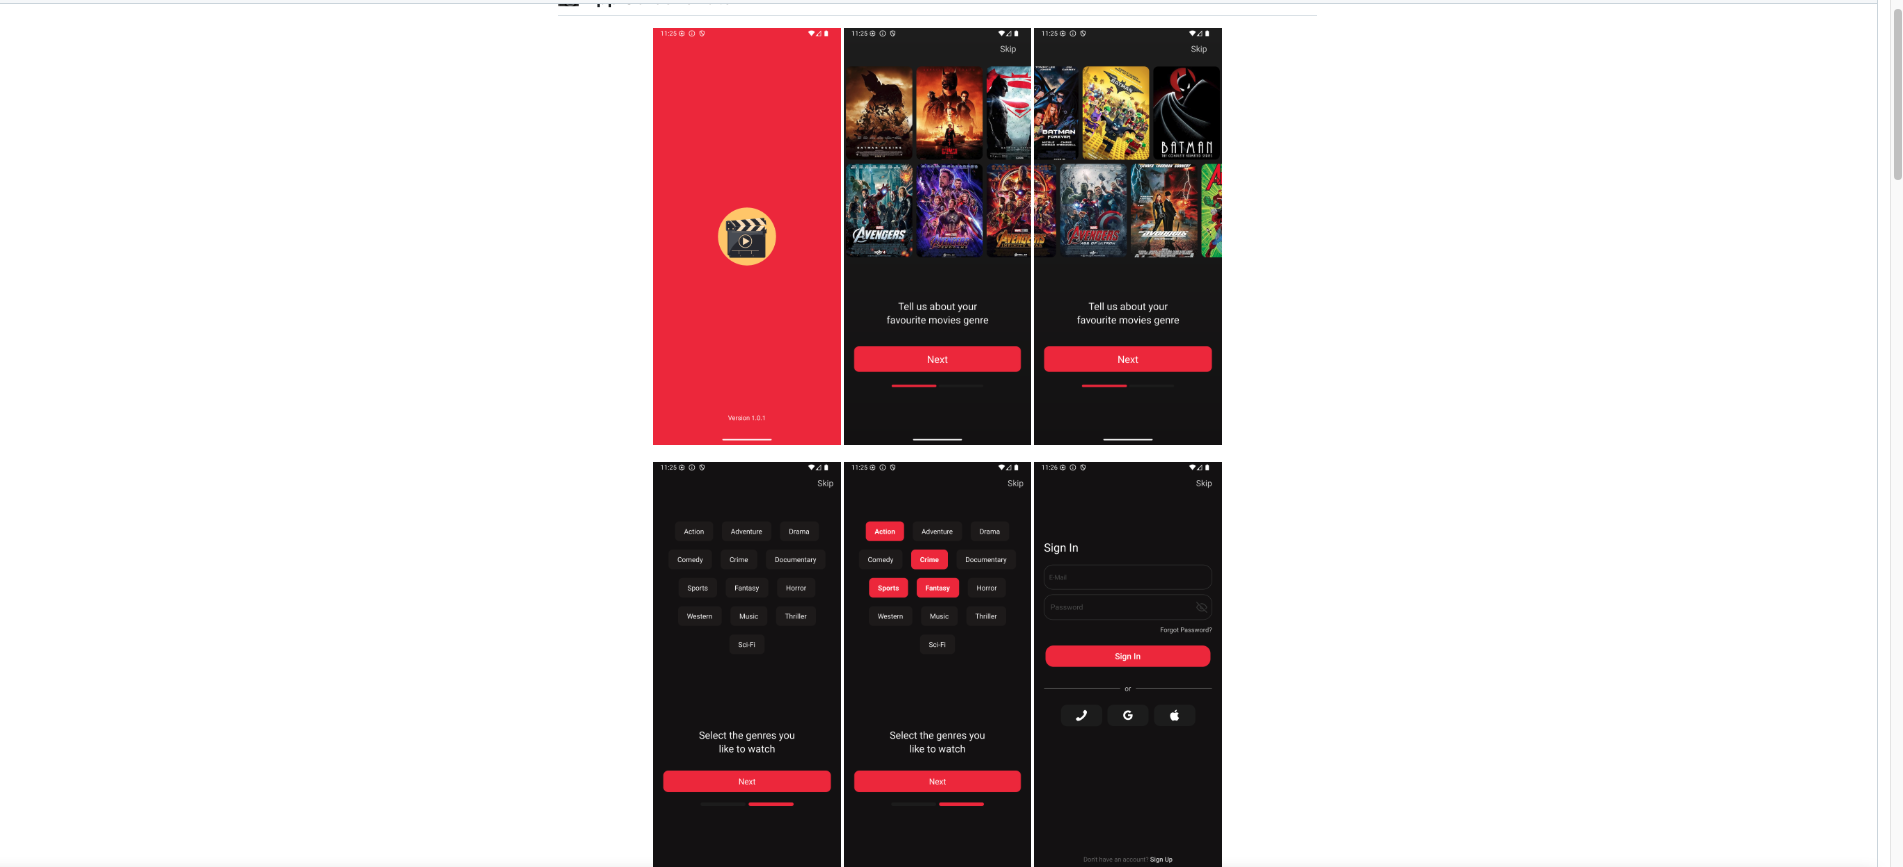 11:25
Version 1.0.1
11:25
Skip
BATMAN BEGINS
AVENGERS
Tell us about your
favourite movies genre
Next
11:25
Skip
BATMAN
FOREVER
BATMAN
AVENGERS
AVENGERS
Tell us about your
favourite movies genre
Next
11:25
Skip
Action Adventure Drama
Comedy Crime Documentary
Sports Fantasy Horror
Western Music Thriller
Sci-Fi
Select the genres you
like to watch
Next
11:25
Skip
Action Adventure Drama
Comedy Crime Documentary
Sports Fantasy Horror
Western Music Thriller
Sci-Fi
Select the genres you
like to watch
Next
11:26
Skip
Sign In
E-Mail
Password
Forgot Password?
Sign In
or
Dont have an account? Sign Up